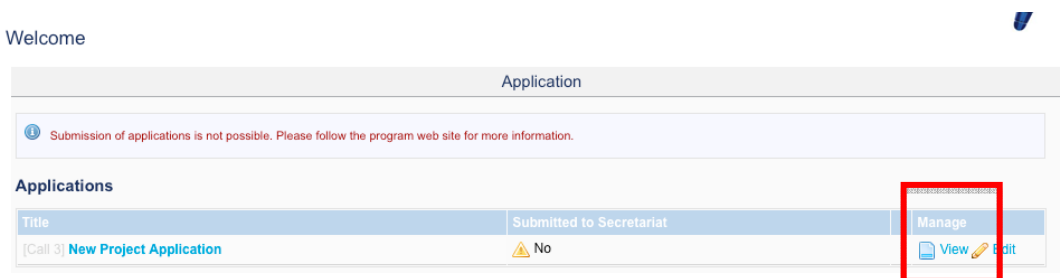 Welcome
Application
Submission of applications is not possible. Please follow the program web site for more information.
Applications
Title Submitted to Secretariat Manage
[Call 3] New Project Application No View Edit